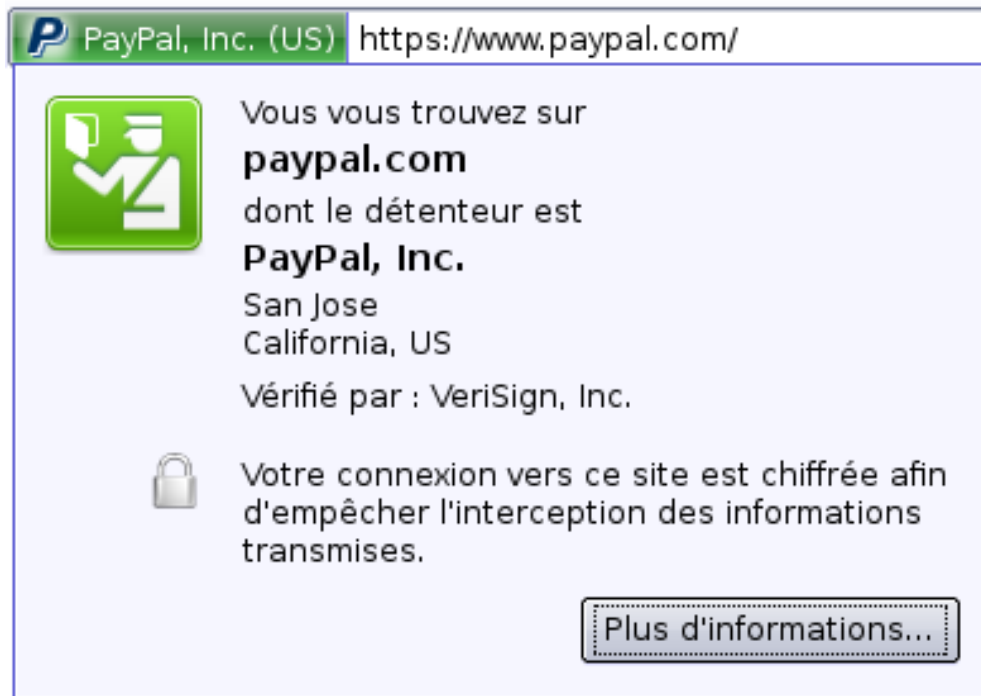 PayPal, Inc. (US) https://www.paypal.com/
Vous vous trouvez sur
paypal.com
dont le détenteur est
PayPal, Inc.
San Jose
California, US
Vérifié par : VeriSign, Inc.
Votre connexion vers ce site est chiffrée afin
d'empêcher l'interception des informations
transmises.
Plus d'informations...